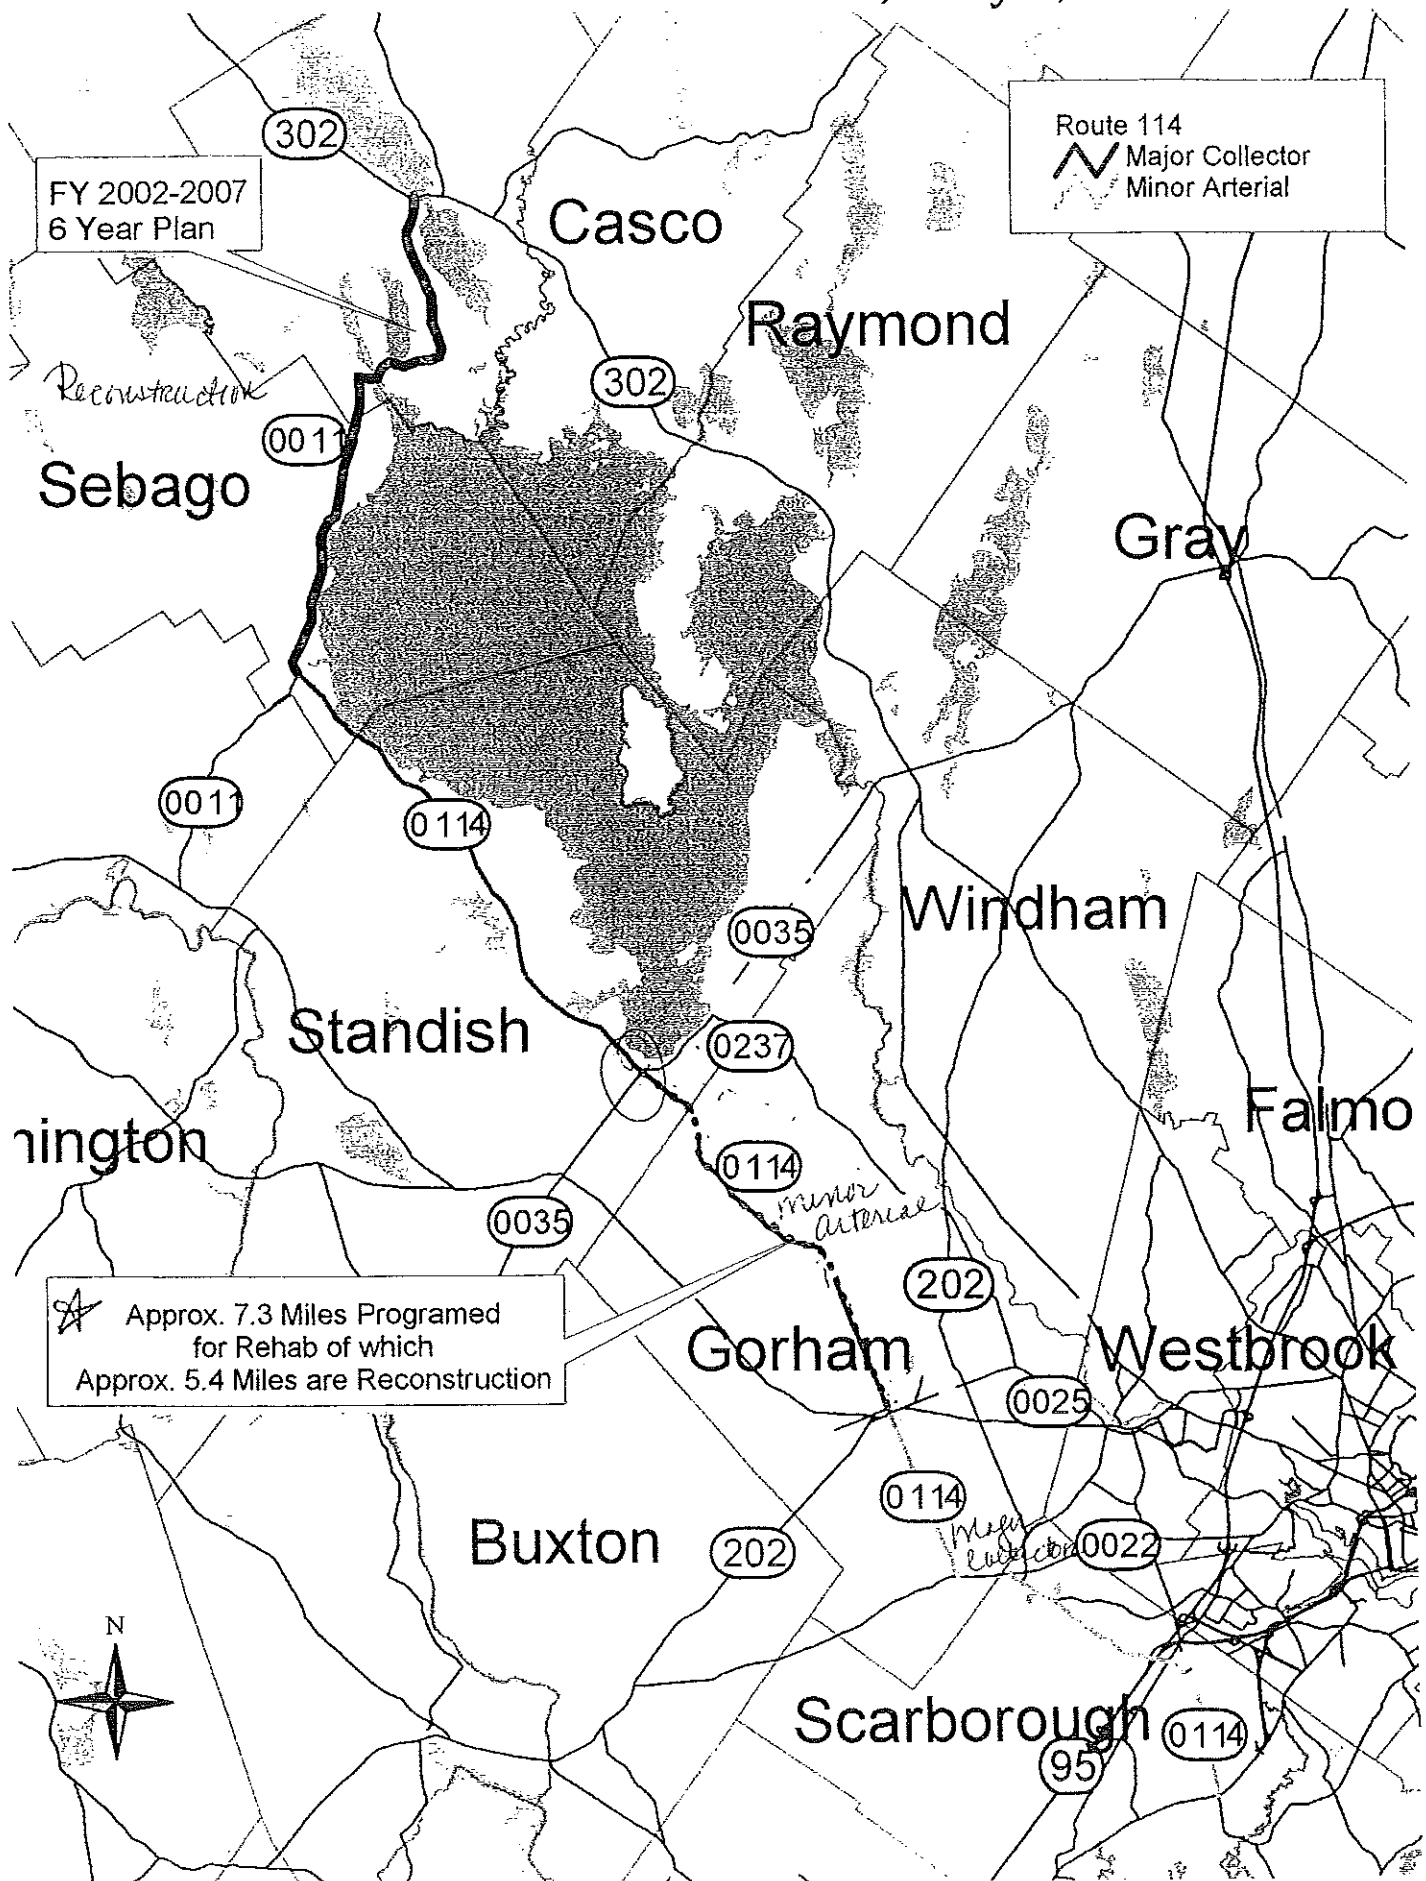 302
Route 114
Major Collector
Minor Arterial
FY 2002-2007
6 Year Plan
Casco
Raymond
Reconstruction
302
0011
Sebago
Gray
0011
0114
Windham
0035
Standish
0237
Falmo
nington
0114
minor
arterial
0035
202
Approx. 7.3 Miles Programed
for Rehab of which
Approx. 5.4 Miles are Reconstruction
Gorham
Westbrook
0025
0114
Major
collector
0022
Buxton
202
N
Scarborough
0114
95